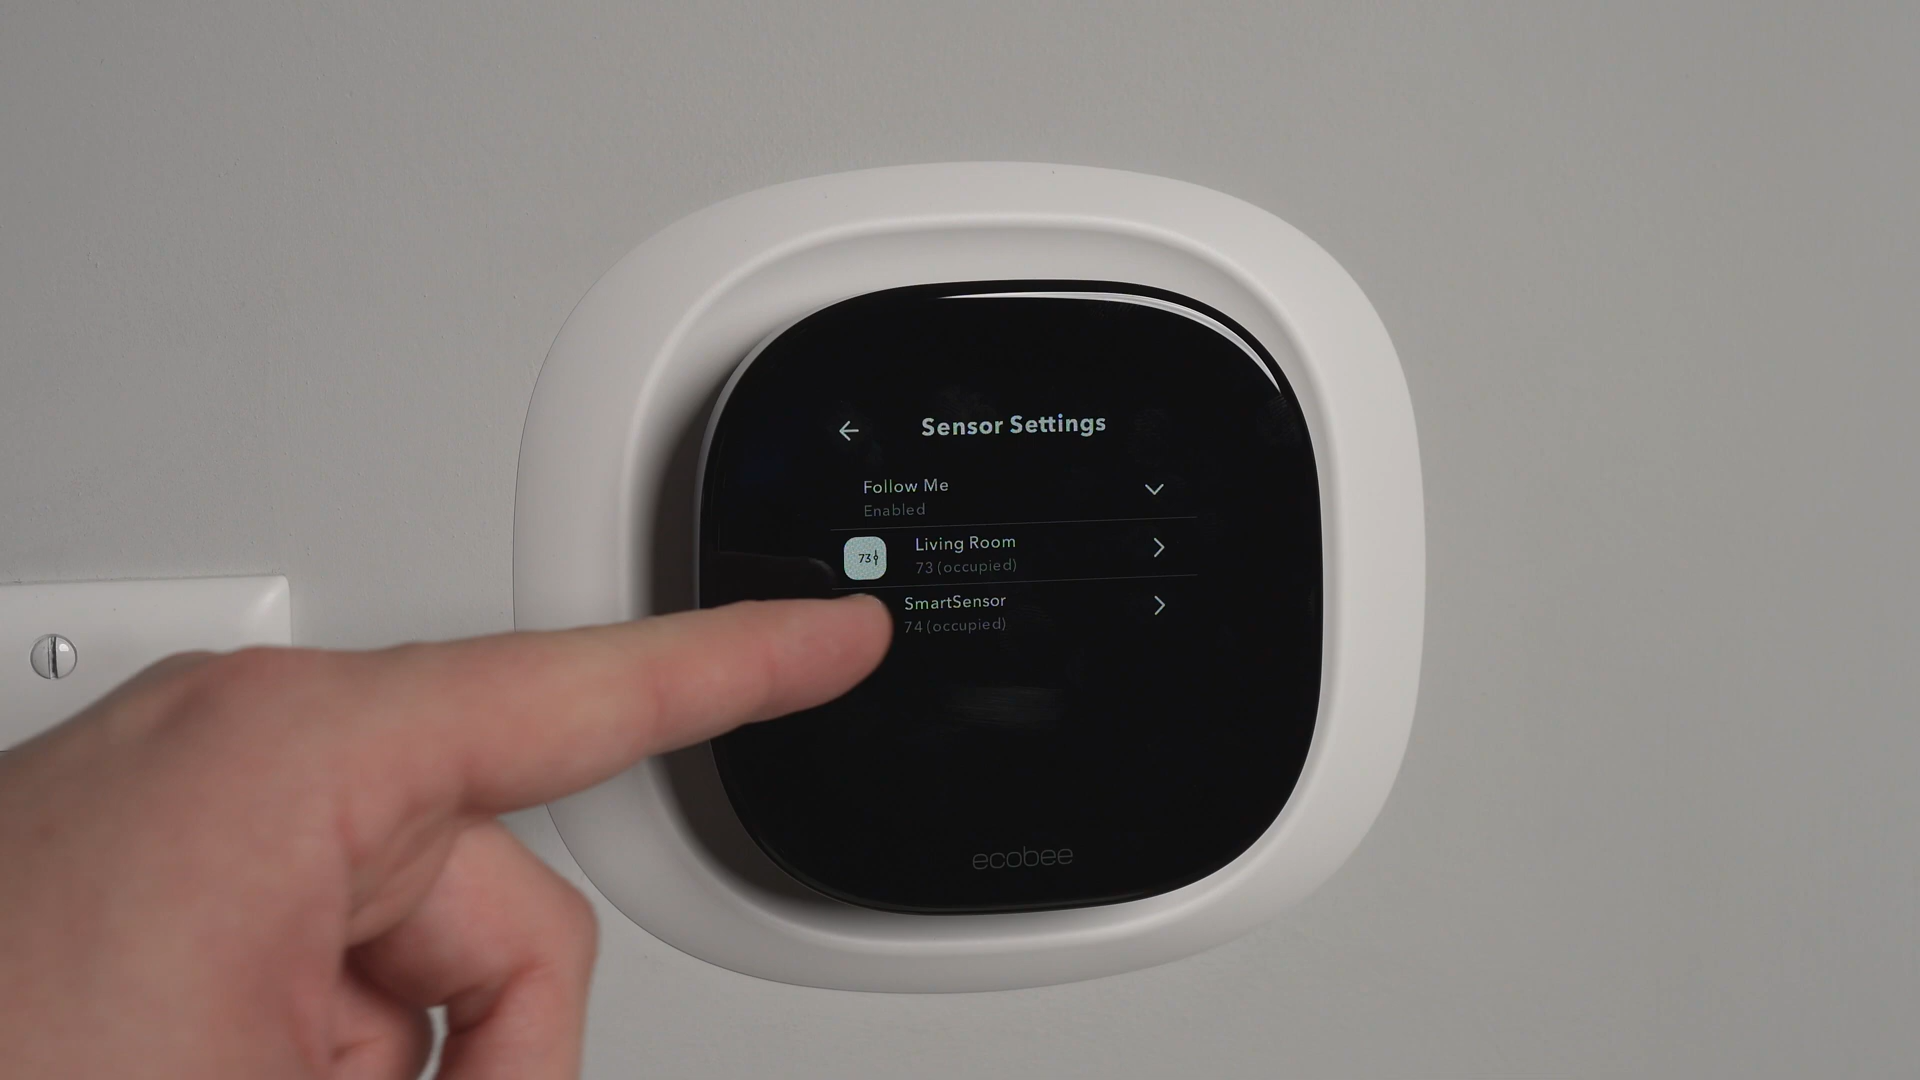 Sensor Settings
Follow Me
Enabled
73
Living Room
73 (occupied)
SmartSensor
74 (occupied)
ecobee